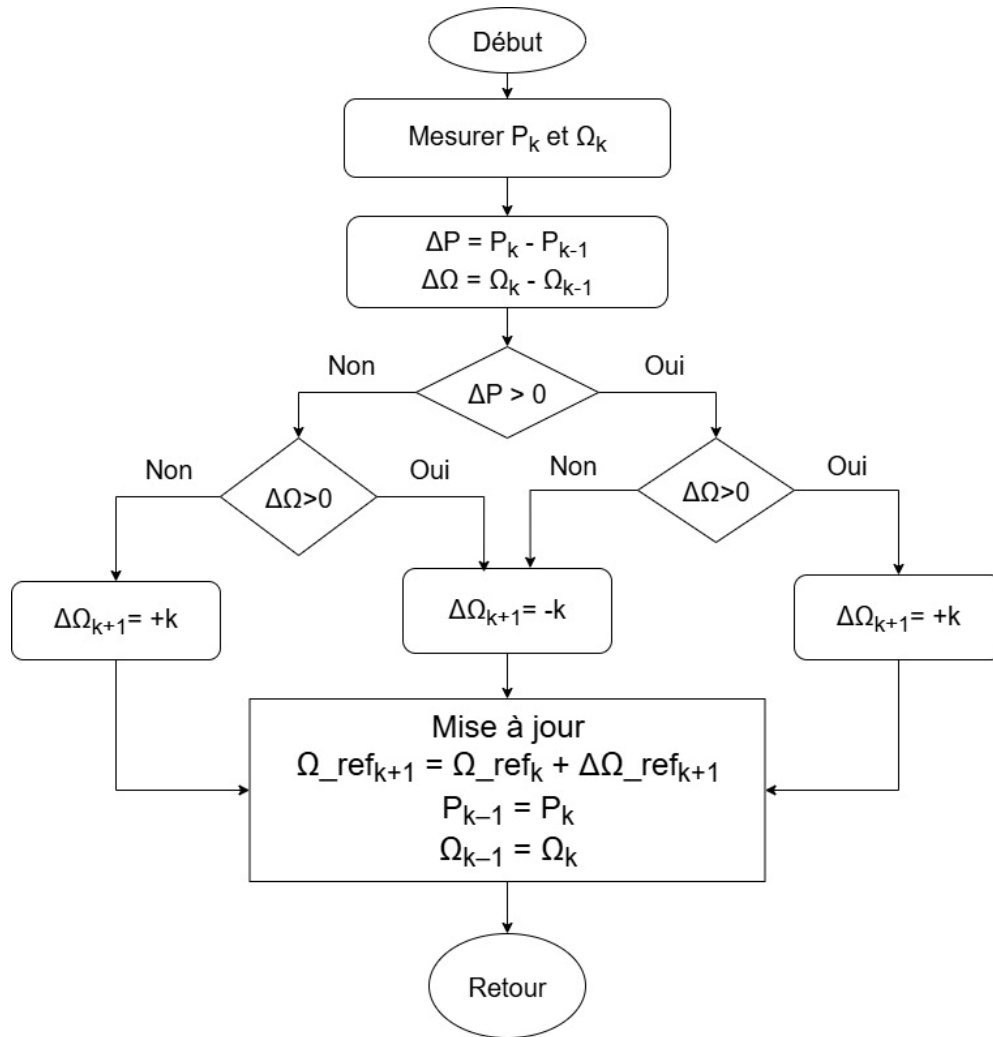 Début
Mesurer Pₖ et Ωₖ
ΔP = Pₖ - Pₖ₋₁
ΔΩ = Ωₖ - Ωₖ₋₁
Non
Oui
ΔP > 0
Non
Oui
Non
Oui
ΔΩ>0
ΔΩ>0
ΔΩₖ₊₁= +k
ΔΩₖ₊₁= -k
ΔΩₖ₊₁= +k
Mise à jour
Ω_refₖ₊₁ = Ω_refₖ + ΔΩ_refₖ₊₁
Pₖ₋₁ = Pₖ
Ωₖ₋₁ = Ωₖ
Retour